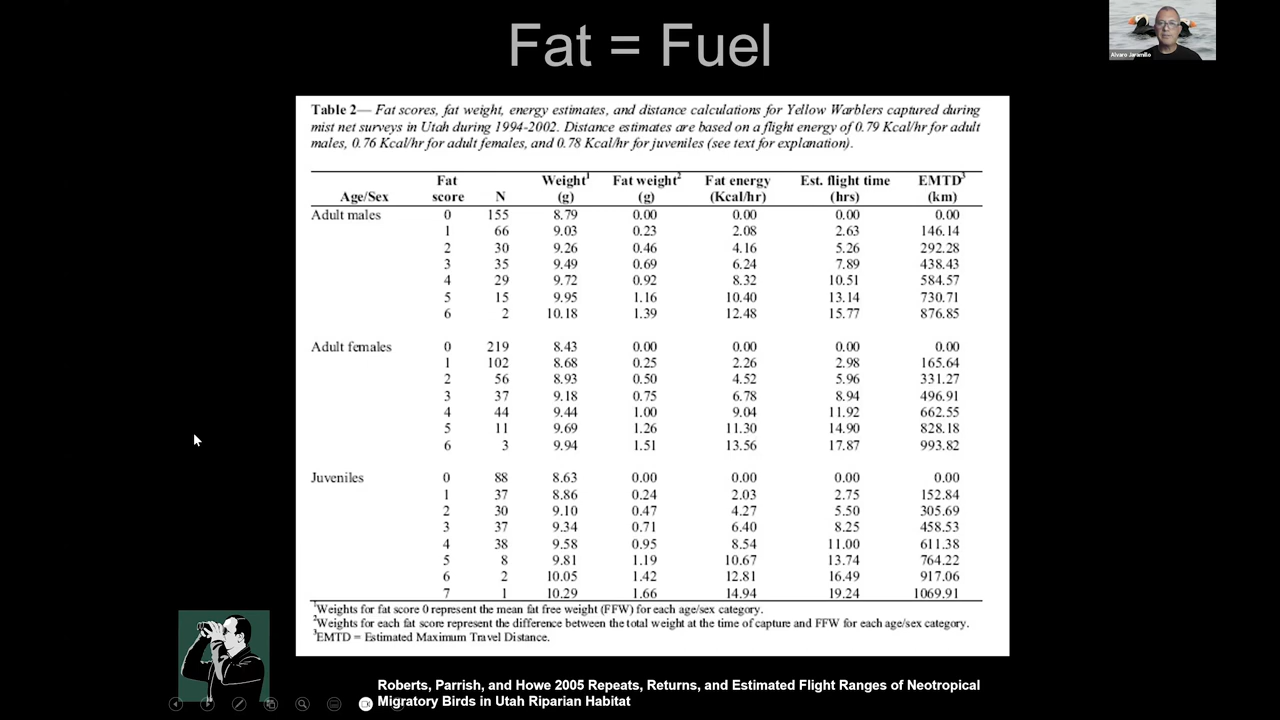 Fat = Fuel
Alvaro Jaramillo
Table 2— Fat scores, fat weight, energy estimates, and distance calculations for Yellow Warblers captured during
mist net surveys in Utah during 1994-2002. Distance estimates are based on a flight energy of 0.79 Kcal/hr for adult
males, 0.76 Kcal/hr for adult females, and 0.78 Kcal/hr for juveniles (see text for explanation).
Fat Weight¹ Fat weight² Fat energy Est. flight time EMTD³
Age/Sex score N (g) (g) (Kcal/hr) (hrs) (km)
Adult males 0 155 8.79 0.00 0.00 0.00 0.00
1 66 9.03 0.23 2.08 2.63 146.14
2 30 9.26 0.46 4.16 5.26 292.28
3 35 9.49 0.69 6.24 7.89 438.43
4 29 9.72 0.92 8.32 10.51 584.57
5 15 9.95 1.16 10.40 13.14 730.71
6 2 10.18 1.39 12.48 15.77 876.85
Adult females 0 219 8.43 0.00 0.00 0.00 0.00
1 102 8.68 0.25 2.26 2.98 165.64
2 56 8.93 0.50 4.52 5.96 331.27
3 37 9.18 0.75 6.78 8.94 496.91
4 44 9.44 1.00 9.04 11.92 662.55
5 11 9.69 1.26 11.30 14.90 828.18
6 3 9.94 1.51 13.56 17.87 993.82
Juveniles 0 88 8.63 0.00 0.00 0.00 0.00
1 37 8.86 0.24 2.03 2.75 152.84
2 30 9.10 0.47 4.27 5.50 305.69
3 37 9.34 0.71 6.40 8.25 458.53
4 38 9.58 0.95 8.54 11.00 611.38
5 8 9.81 1.19 10.67 13.74 764.22
6 2 10.05 1.42 12.81 16.49 917.06
7 1 10.29 1.66 14.94 19.24 1069.91
¹Weights for fat score 0 represent the mean fat free weight (FFW) for each age/sex category.
²Weights for each fat score represent the difference between the total weight at the time of capture and FFW for each age/sex category.
³EMTD = Estimated Maximum Travel Distance.
Roberts, Parrish, and Howe 2005 Repeats, Returns, and Estimated Flight Ranges of Neotropical
Migratory Birds in Utah Riparian Habitat